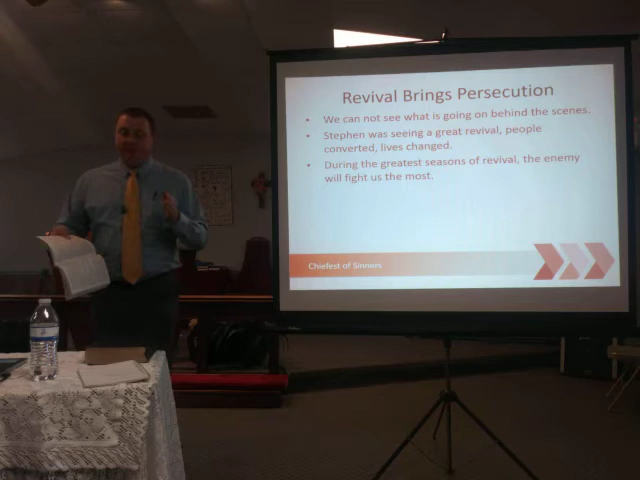 Revival Brings Persecution
• We can not see what is going on behind the scenes.
• Stephen was seeing a great revival, people
converted, lives changed.
• During the greatest seasons of revival, the enemy
will fight us the most.
Chiefest of Sinners